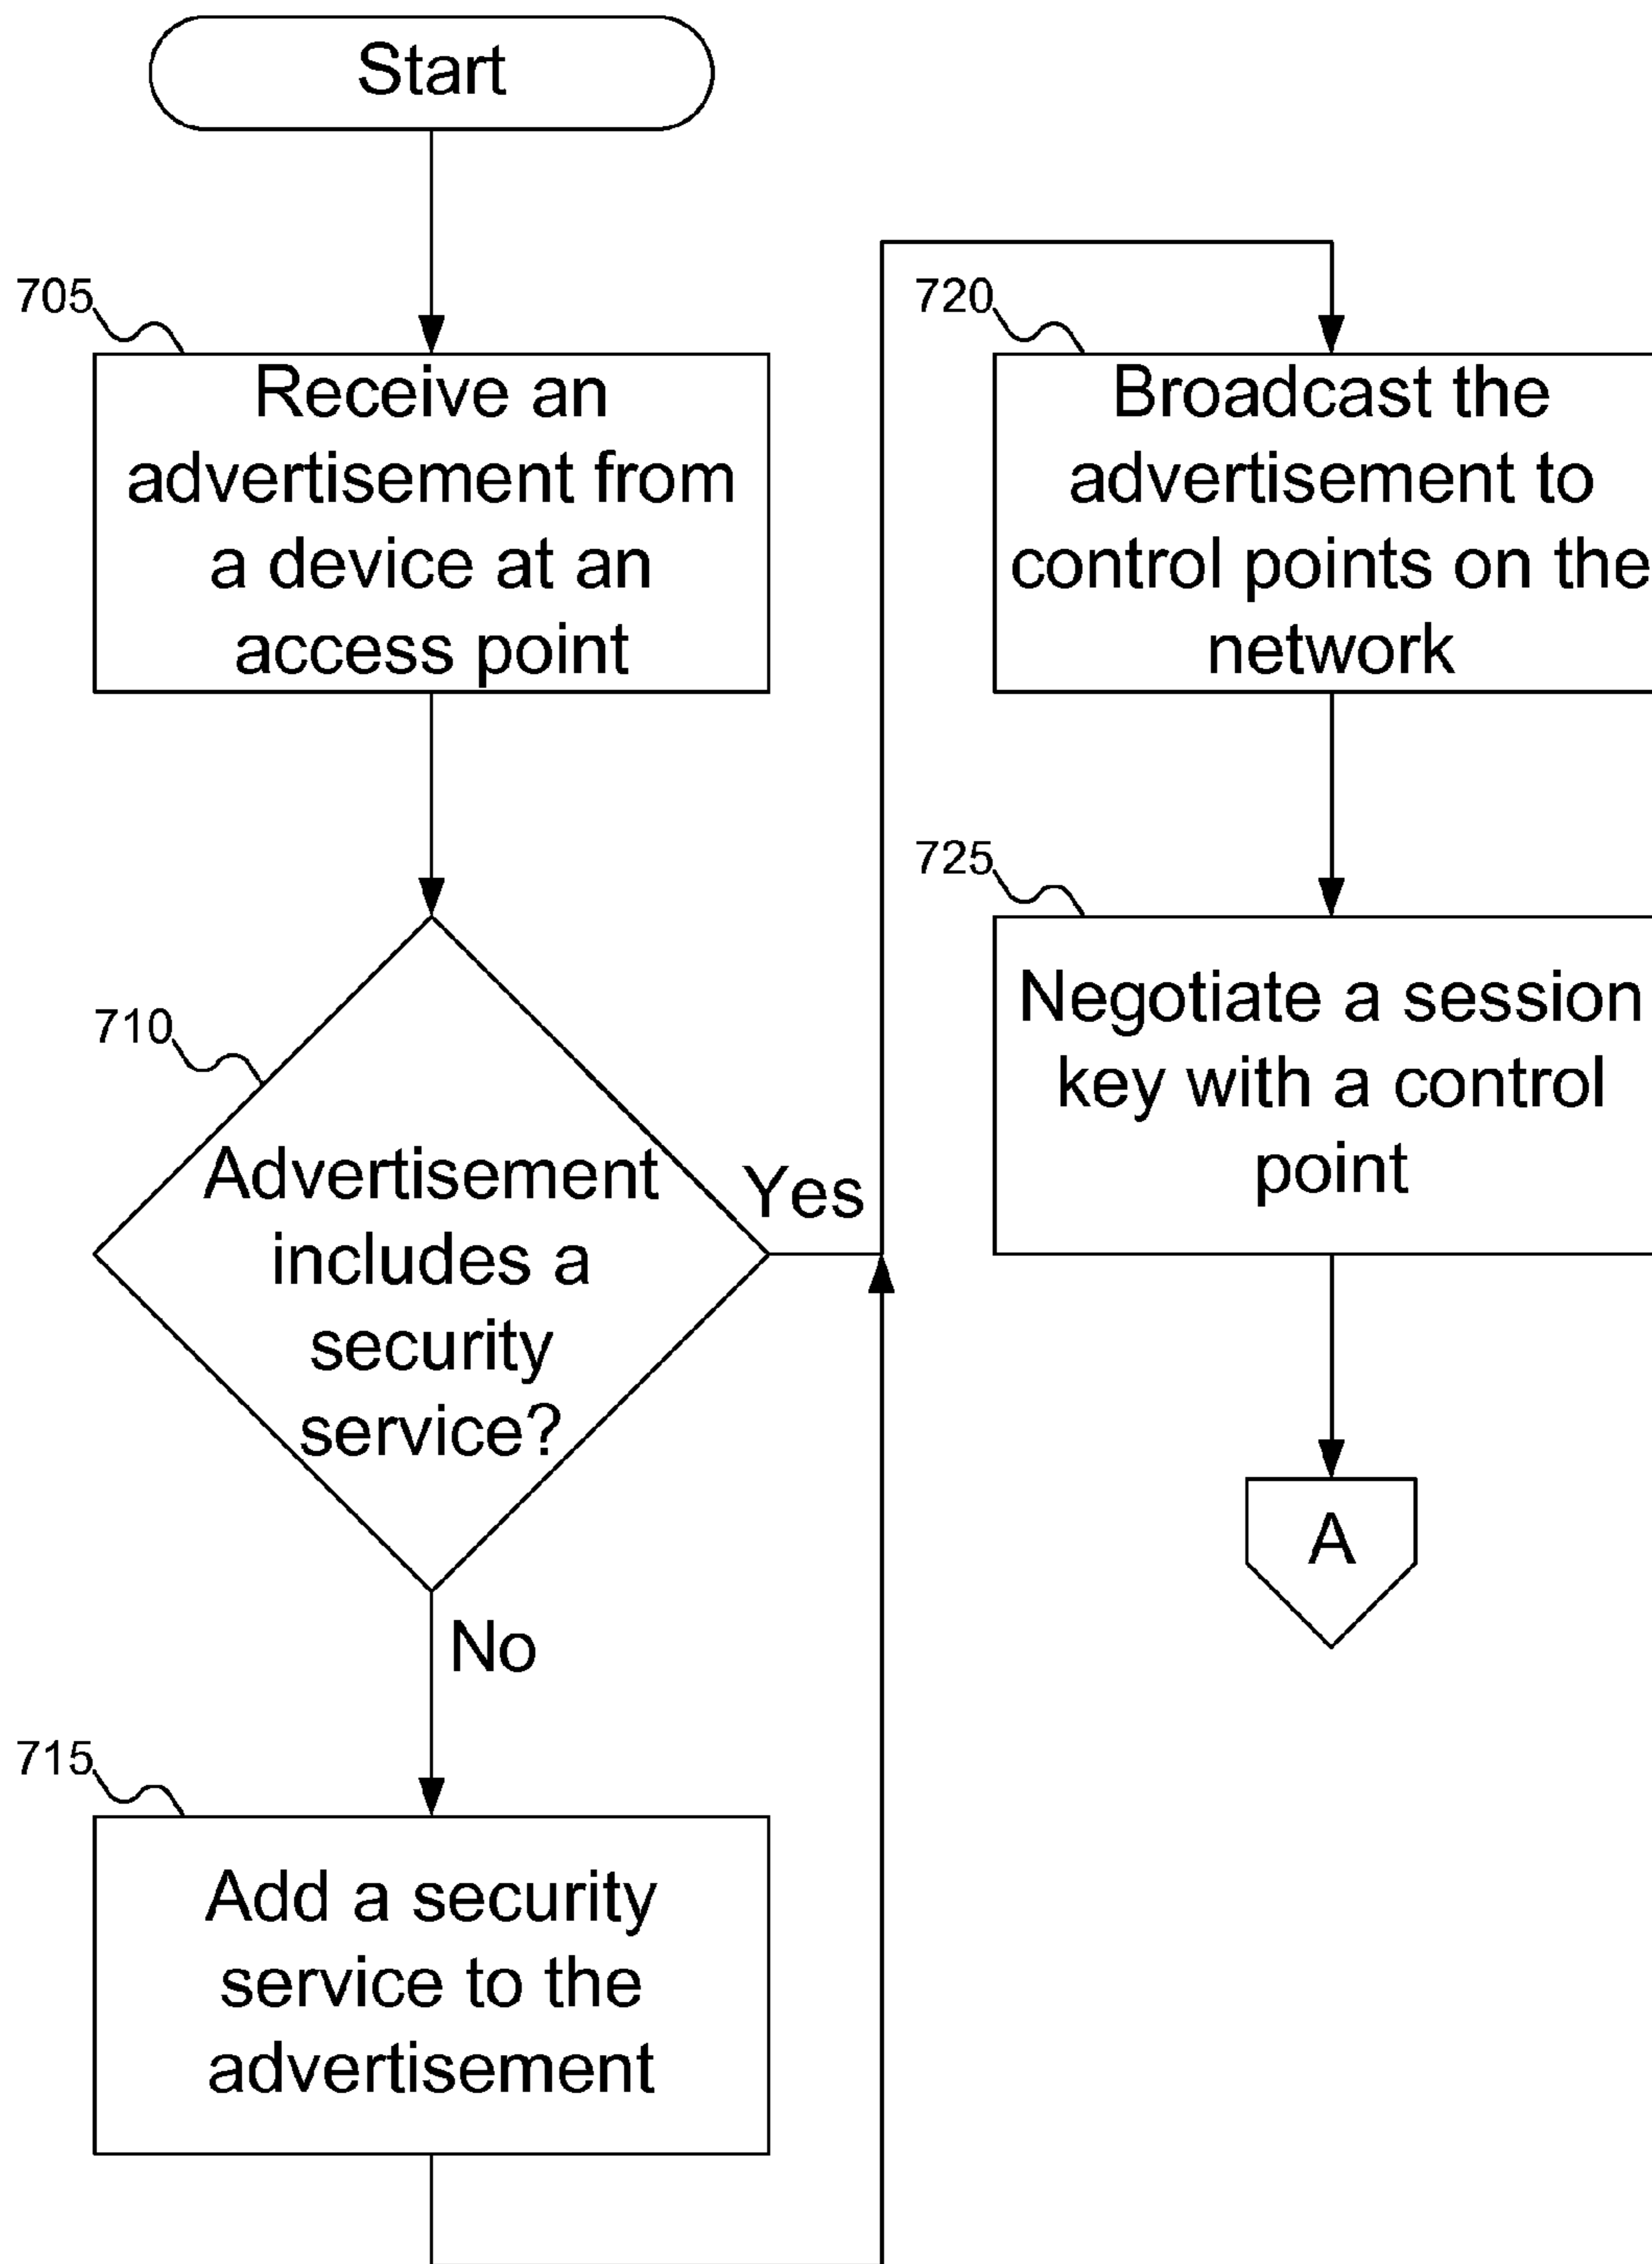 Start
705
Receive an
advertisement from
a device at an
access point
710
Advertisement
includes a
security
service?
Yes
No
715
Add a security
service to the
advertisement
720
Broadcast the
advertisement to
control points on the
network
725
Negotiate a session
key with a control
point
A